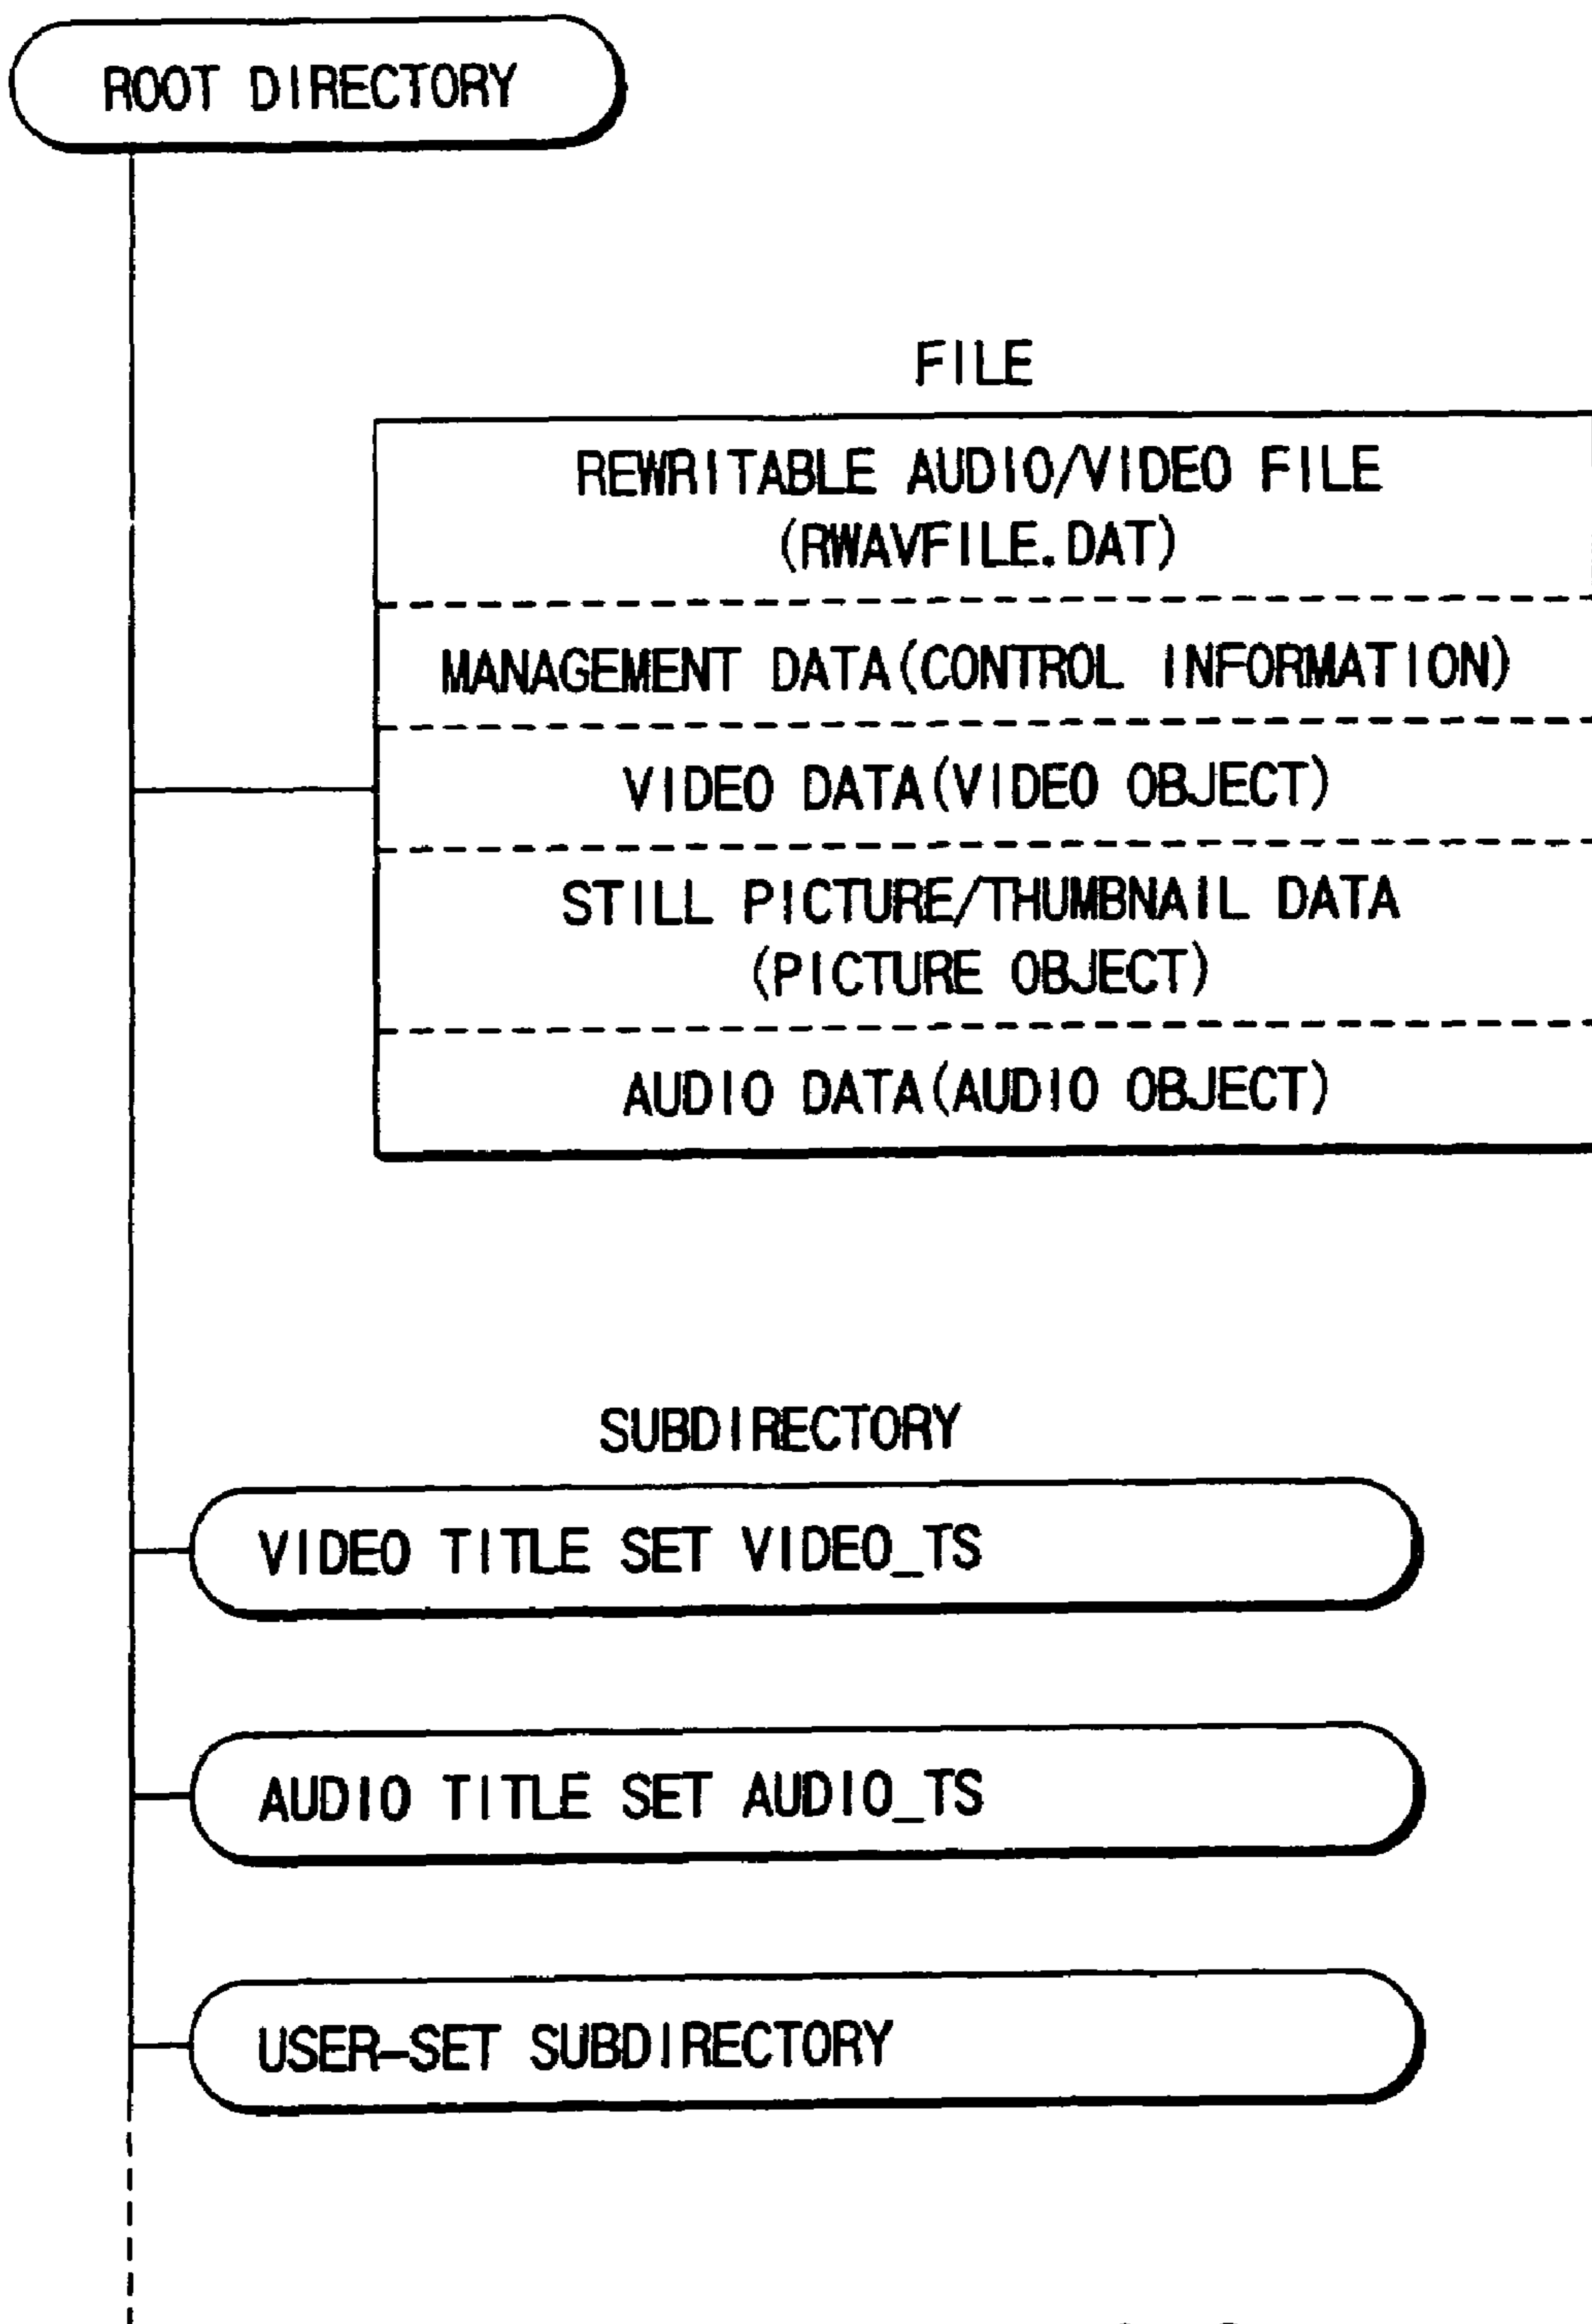 ROOT DIRECTORY
FILE
REWRITABLE AUDIO/VIDEO FILE
(RWAVFILE.DAT)
MANAGEMENT DATA(CONTROL INFORMATION)
VIDEO DATA(VIDEO OBJECT)
STILL PICTURE/THUMBNAIL DATA
(PICTURE OBJECT)
AUDIO DATA(AUDIO OBJECT)
SUBDIRECTORY
VIDEO TITLE SET VIDEO_TS
AUDIO TITLE SET AUDIO_TS
USER-SET SUBDIRECTORY